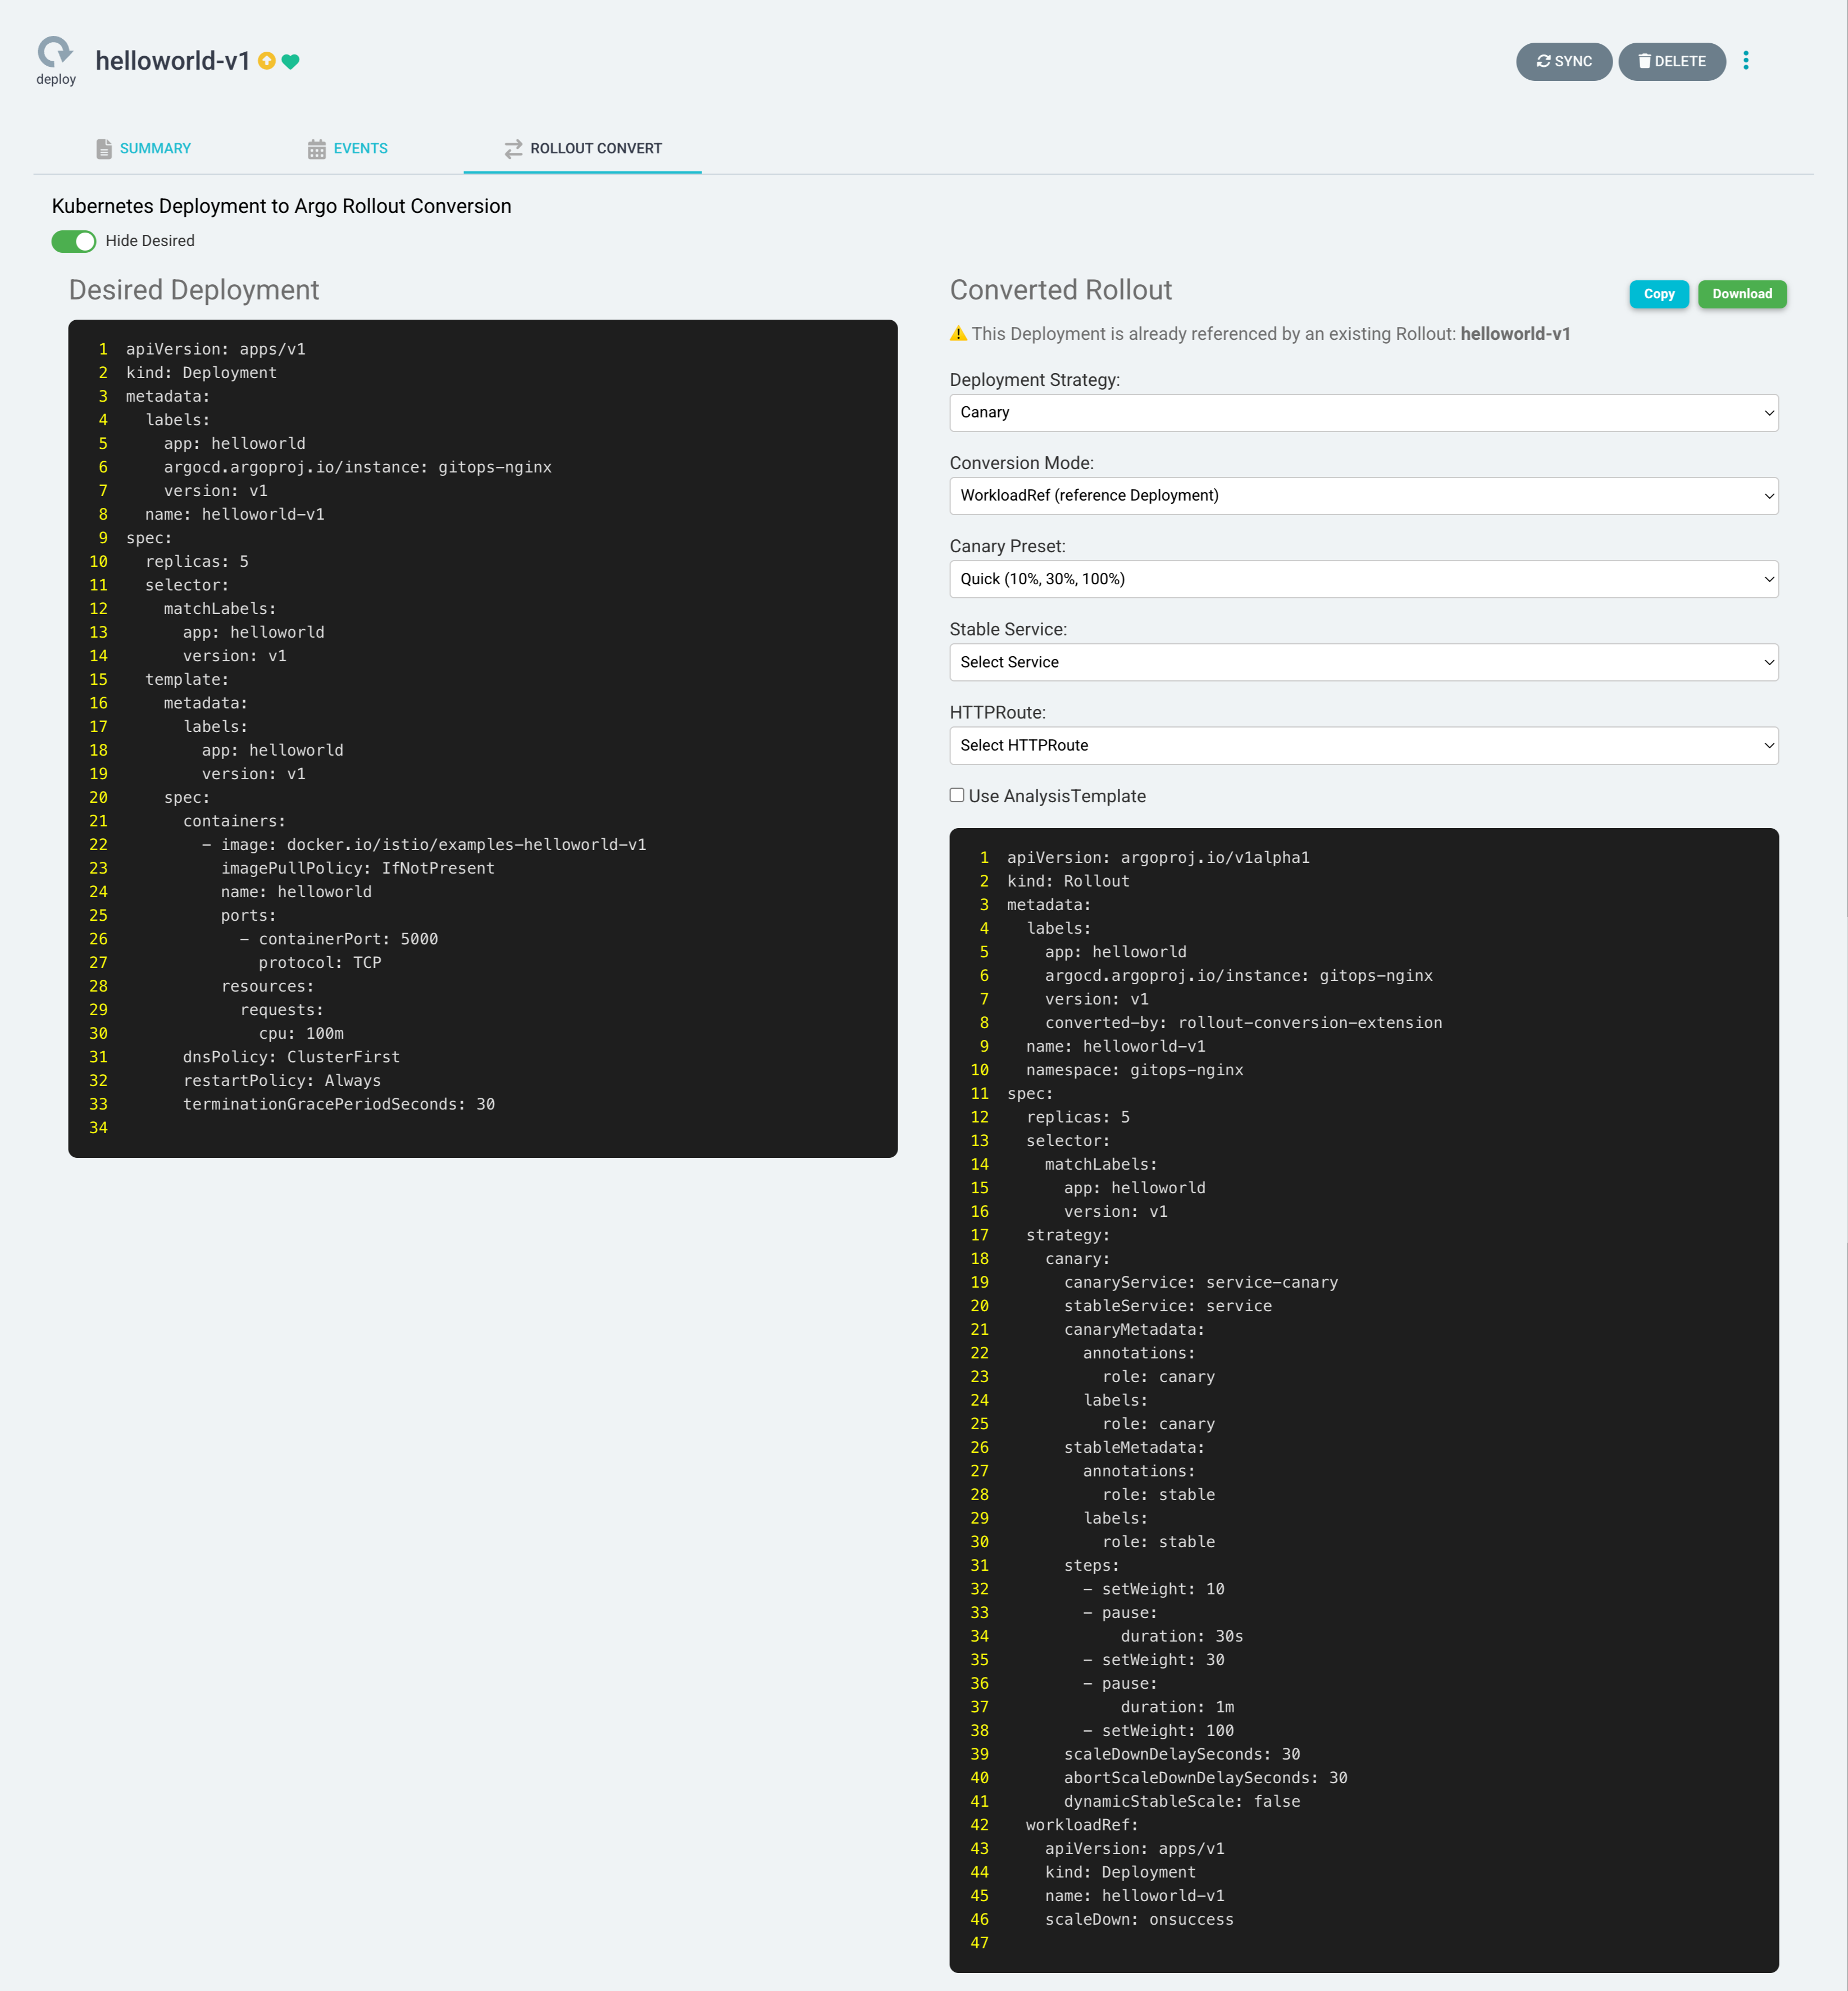 deploy
helloworld-v1
SYNC
DELETE
SUMMARY
EVENTS
ROLLOUT CONVERT
Kubernetes Deployment to Argo Rollout Conversion
Hide Desired
Desired Deployment
1 apiVersion: apps/v1
2 kind: Deployment
3 metadata:
4   labels:
5     app: helloworld
6     argocd.argoproj.io/instance: gitops-nginx
7     version: v1
8   name: helloworld-v1
9 spec:
10   replicas: 5
11   selector:
12     matchLabels:
13       app: helloworld
14       version: v1
15   template:
16     metadata:
17       labels:
18         app: helloworld
19         version: v1
20     spec:
21       containers:
22         - image: docker.io/istio/examples-helloworld-v1
23           imagePullPolicy: IfNotPresent
24           name: helloworld
25           ports:
26             - containerPort: 5000
27               protocol: TCP
28           resources:
29             requests:
30               cpu: 100m
31       dnsPolicy: ClusterFirst
32       restartPolicy: Always
33       terminationGracePeriodSeconds: 30
34
Converted Rollout
Copy
Download
This Deployment is already referenced by an existing Rollout: helloworld-v1
Deployment Strategy:
Canary
Conversion Mode:
WorkloadRef (reference Deployment)
Canary Preset:
Quick (10%, 30%, 100%)
Stable Service:
Select Service
HTTPRoute:
Select HTTPRoute
Use AnalysisTemplate
1 apiVersion: argoproj.io/v1alpha1
2 kind: Rollout
3 metadata:
4   labels:
5     app: helloworld
6     argocd.argoproj.io/instance: gitops-nginx
7     version: v1
8     converted-by: rollout-conversion-extension
9   name: helloworld-v1
10   namespace: gitops-nginx
11 spec:
12   replicas: 5
13   selector:
14     matchLabels:
15       app: helloworld
16       version: v1
17   strategy:
18     canary:
19       canaryService: service-canary
20       stableService: service
21       canaryMetadata:
22         annotations:
23           role: canary
24         labels:
25           role: canary
26       stableMetadata:
27         annotations:
28           role: stable
29         labels:
30           role: stable
31       steps:
32         - setWeight: 10
33         - pause:
34             duration: 30s
35         - setWeight: 30
36         - pause:
37             duration: 1m
38         - setWeight: 100
39       scaleDownDelaySeconds: 30
40       abortScaleDownDelaySeconds: 30
41       dynamicStableScale: false
42   workloadRef:
43     apiVersion: apps/v1
44     kind: Deployment
45     name: helloworld-v1
46     scaleDown: onsuccess
47